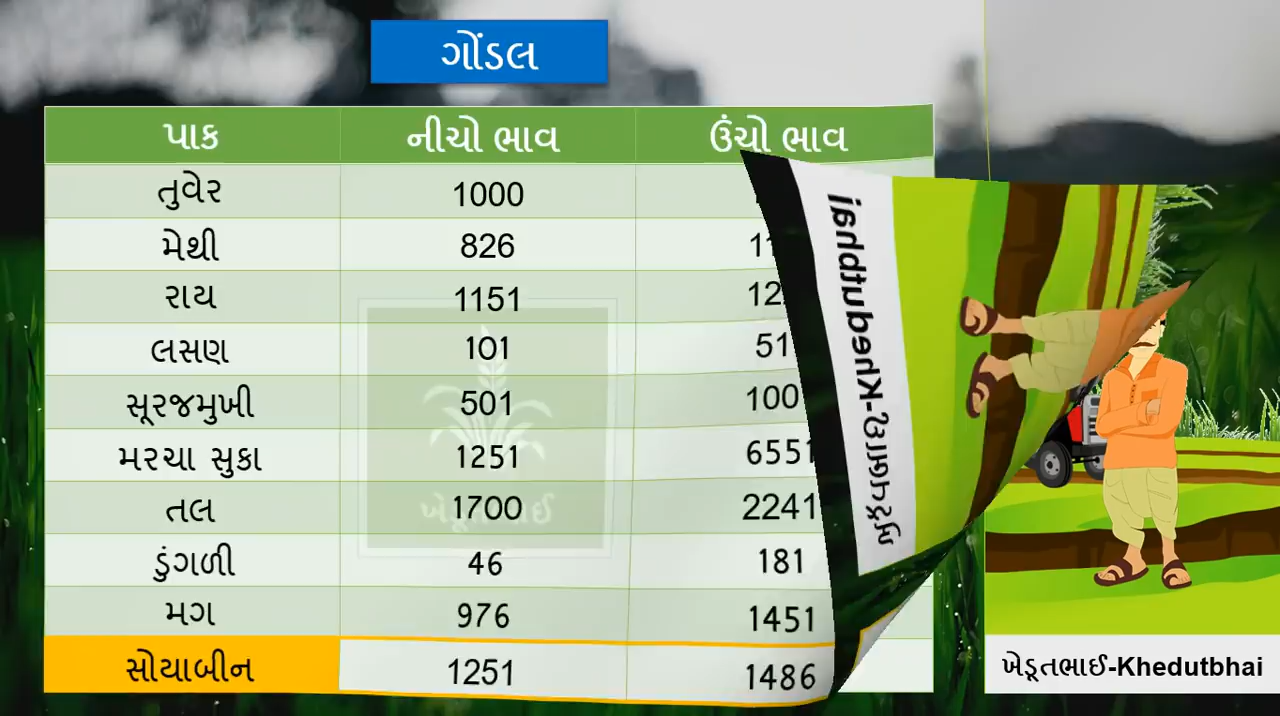 ગોંડલ
પાક નીચો ભાવ ઉંચો ભાવ
તુવેર 1000
મેથી 826
રાય 1151
લસણ 101
સૂરજમુખી 501
મરચા સુકા 1251 6551
તલ 1700 2241
ડુંગળી 46 181
મગ 976 1451
સોયાબીન 1251 1486
ખેડૂતભાઈ
ખેડૂતભાઈ-Khedutbhai
ખેડૂતભાઈ-Khedutbhai